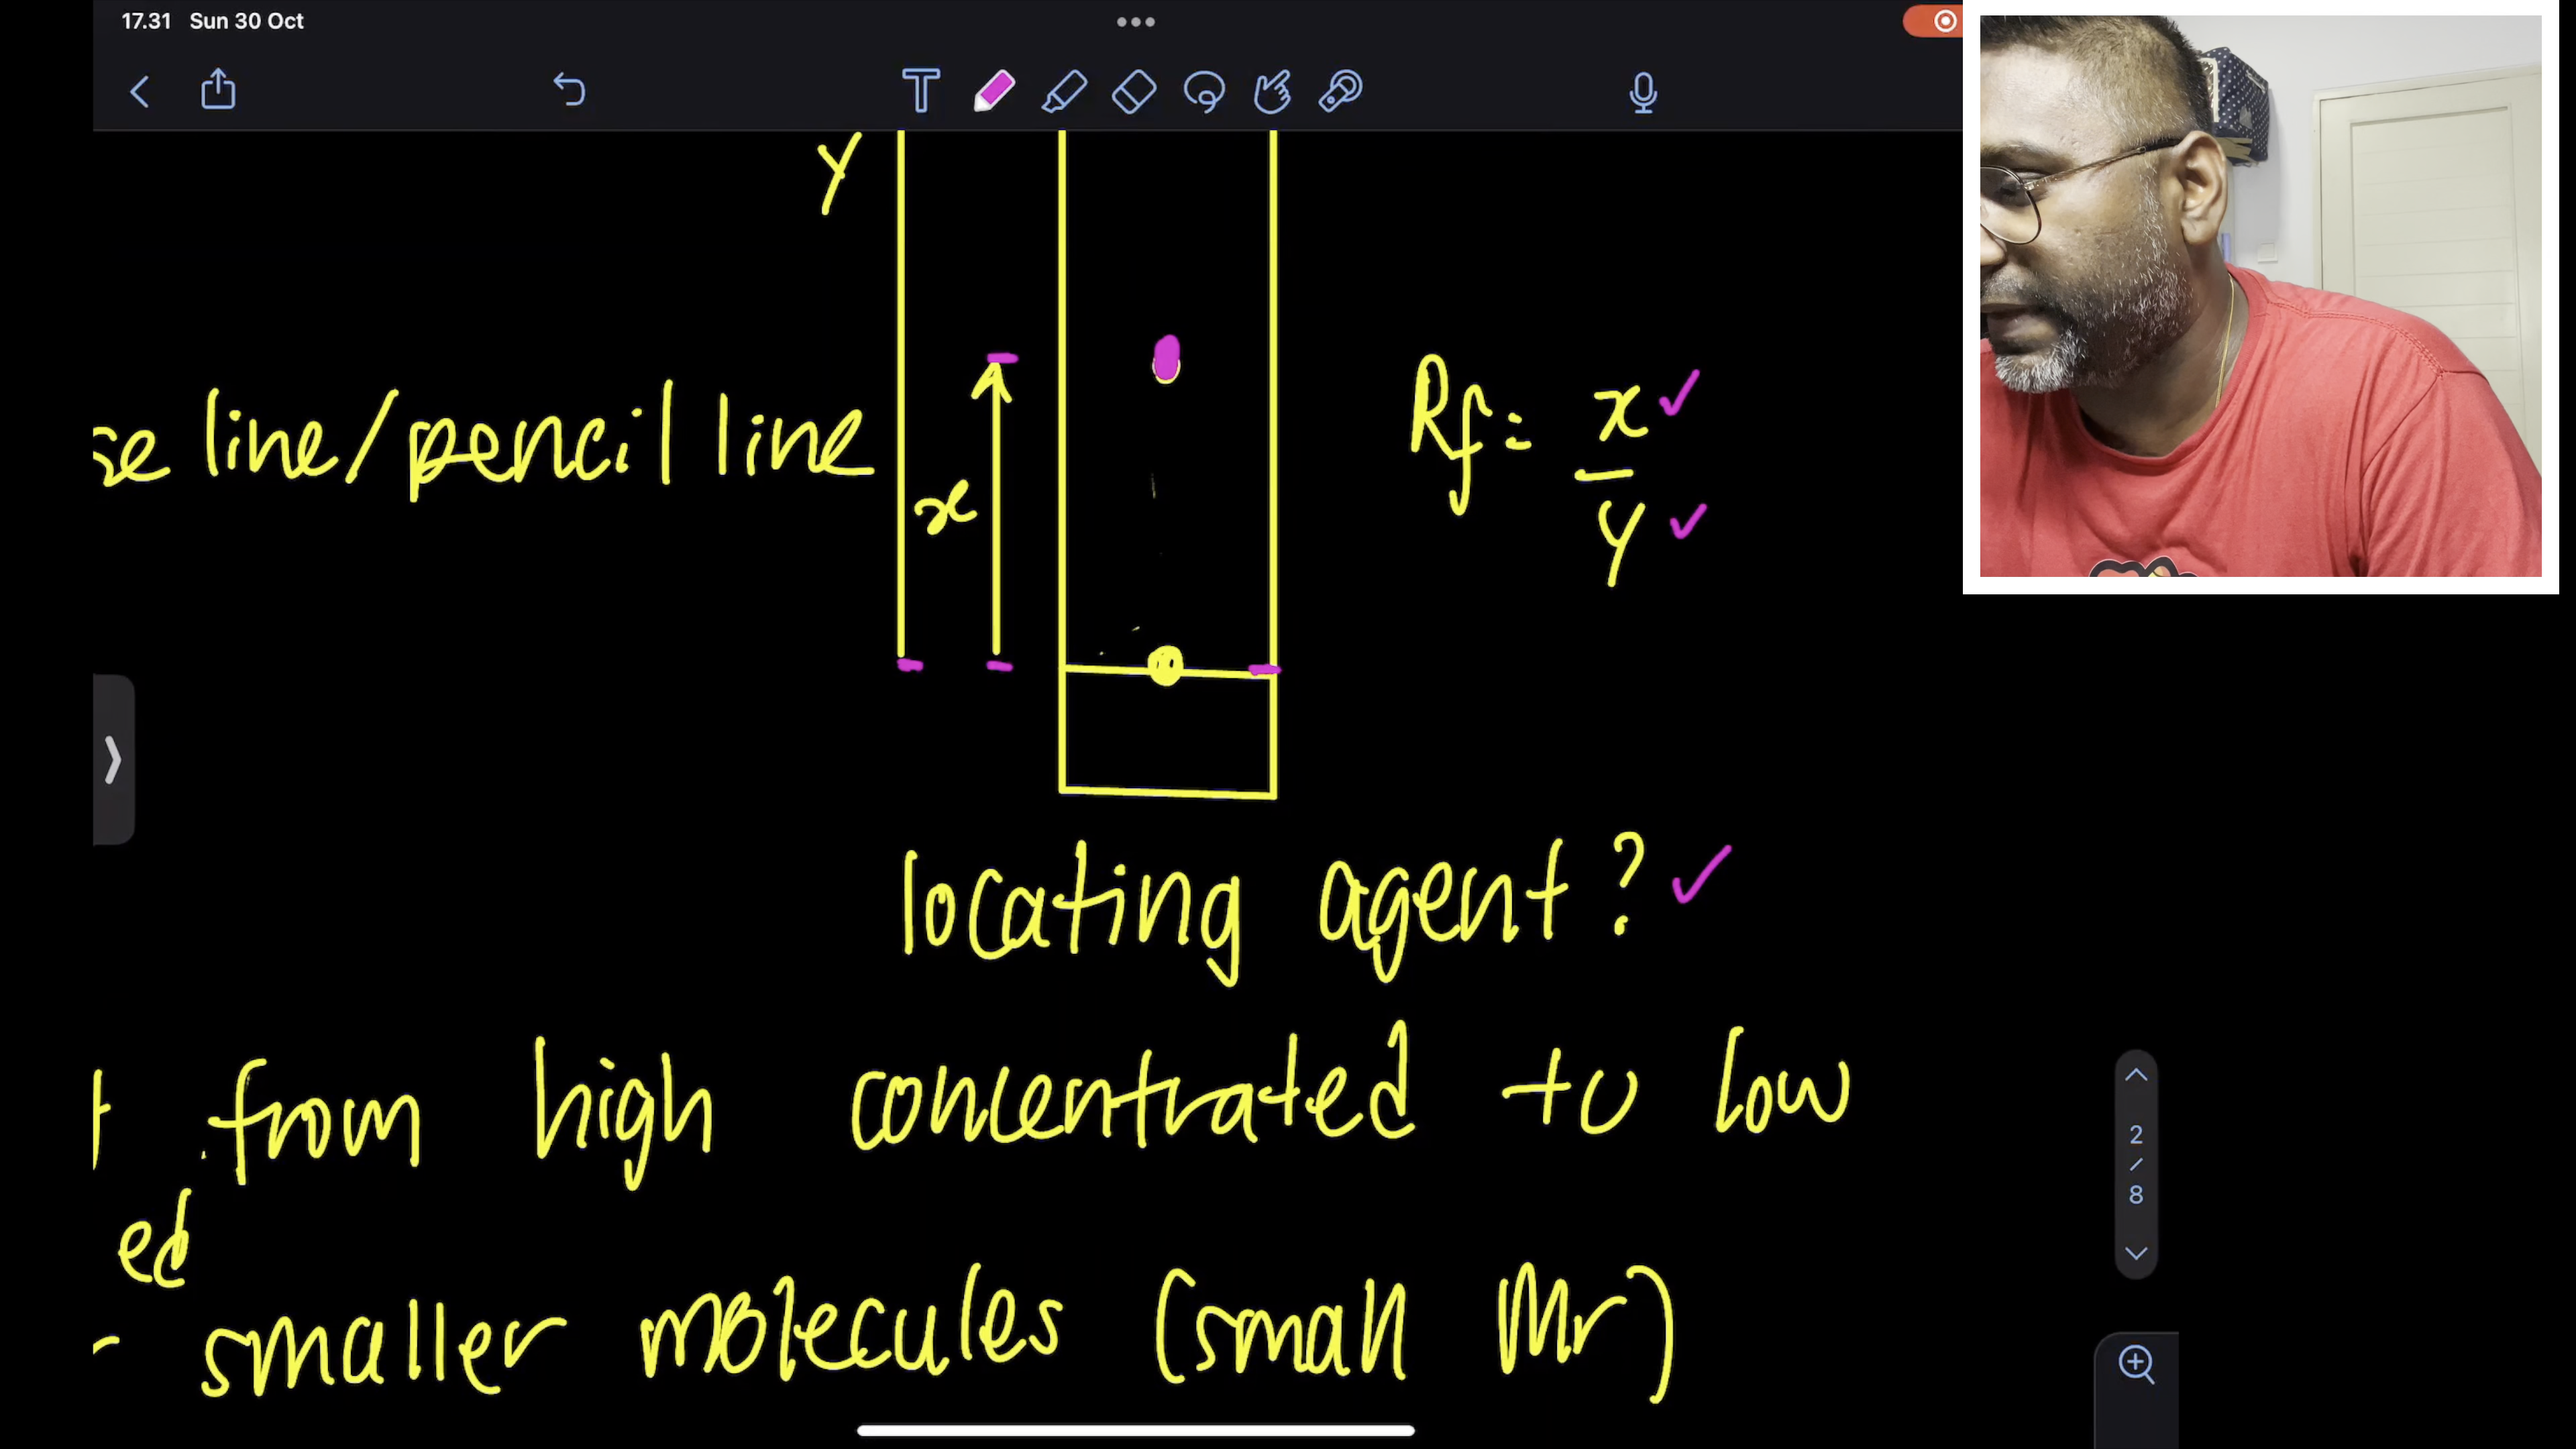 17.31 Sun 30 Oct
T
y
se line/pencil line
x
Rf = x
y
locating agent?
from high concentrated to low
ed
smaller molecules (small Mr)
2
/
8